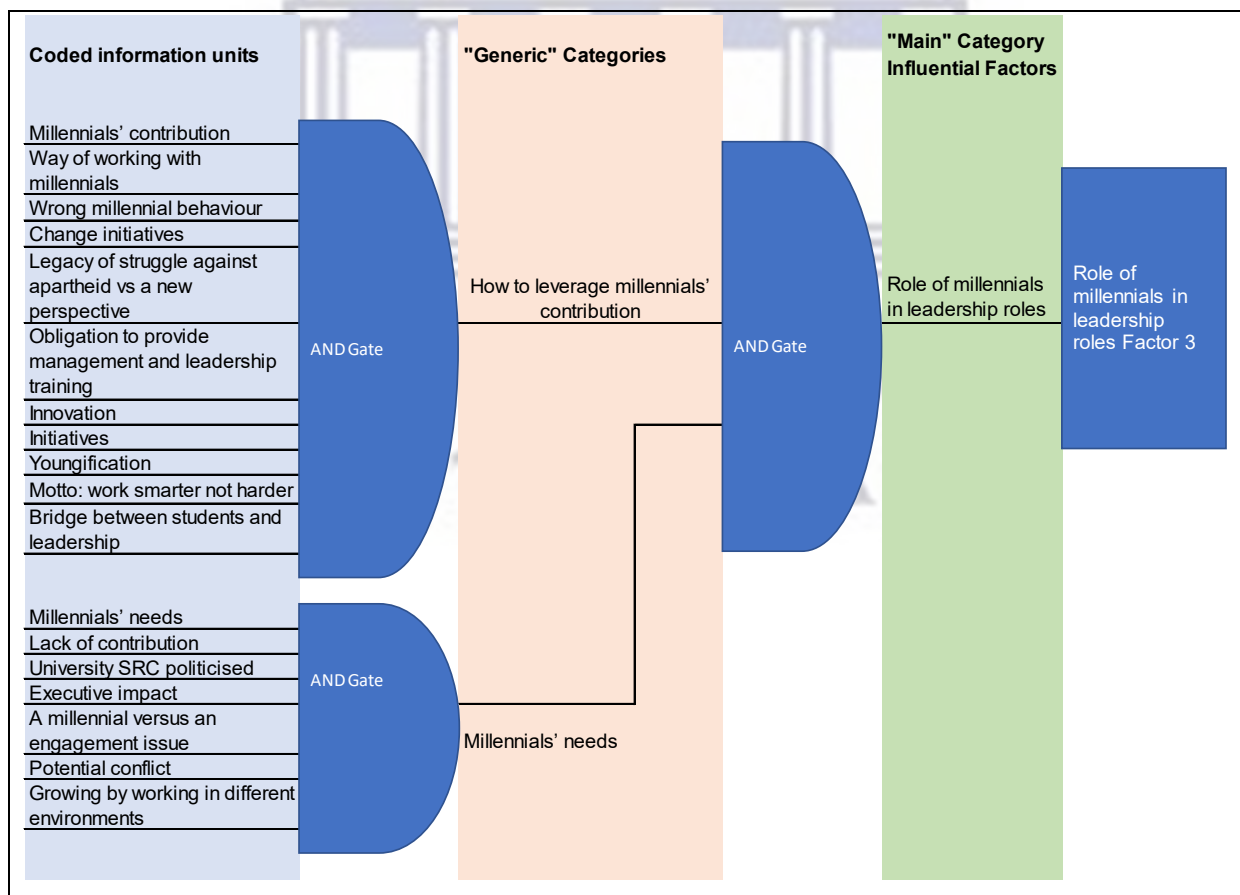 Coded information units
"Generic" Categories
"Main" Category
Influential Factors
Millennials’ contribution
Way of working with
millennials
Wrong millennial behaviour
Change initiatives
Legacy of struggle against
apartheid vs a new
perspective
Obligation to provide
management and leadership
training
Innovation
Initiatives
Youngification
Motto: work smarter not harder
Bridge between students and
leadership
AND Gate
How to leverage millennials’
contribution
AND Gate
Role of millennials
in leadership roles
Role of
millennials in
leadership
roles Factor 3
Millennials’ needs
Lack of contribution
University SRC politicised
Executive impact
A millennial versus an
engagement issue
Potential conflict
Growing by working in different
environments
AND Gate
Millennials’ needs